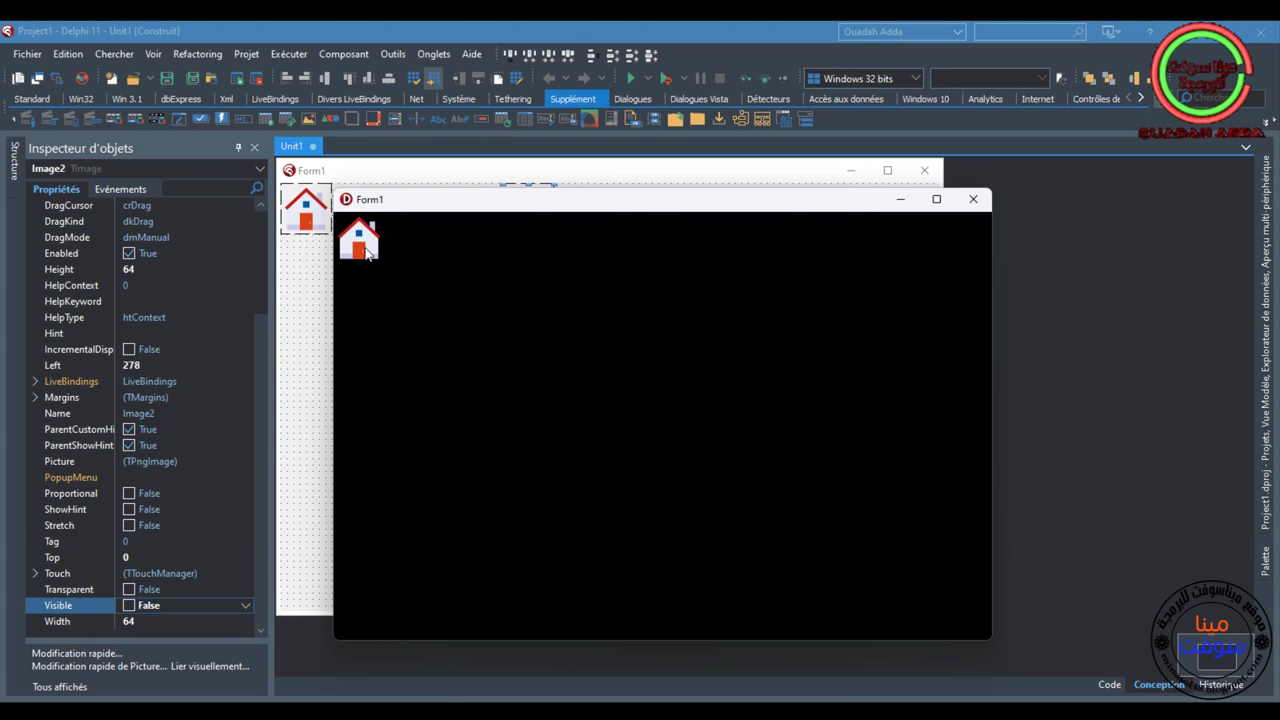 Project1 - Delphi 11 - Unit1 [Construit]
Ouadah Adda
Fichier Edition Chercher Voir Refactoring Projet Exécuter Composant Outils Onglets Aide
Windows 32 bits
Standard Win32 Win 3.1 dbExpress Xml LiveBindings Divers LiveBindings Net Système Tethering Supplément Dialogues Dialogues Vista Détecteurs Accès aux données Windows 10 Analytics Internet Contrôles de
OUADAH ADDA
Structure
Inspecteur d'objets
Unit1
Image2 TImage
Form1
Propriétés Evénements
Form1
DragCursor crDrag
DragKind dkDrag
DragMode dmManual
Enabled True
Height 64
HelpContext 0
HelpKeyword
HelpType htContext
Hint
IncrementalDisp False
Left 278
LiveBindings LiveBindings
Margins (TMargins)
Name Image2
ParentCustomHi True
ParentShowHint True
Picture (TPngImage)
PopupMenu
Proportional False
ShowHint False
Stretch False
Tag 0
Top 0
Touch (TTouchManager)
Transparent False
Visible False
Width 64
Modification rapide...
Modification rapide de Picture... Lier visuellement...
Tous affichés
Project1.dproj - Projets, Vue Modèle, Explorateur de données, Aperçu multi-périphérique
Palette
موقع ميناسوفت للبرمجة
مينا
سوفت
Code Conception Historique